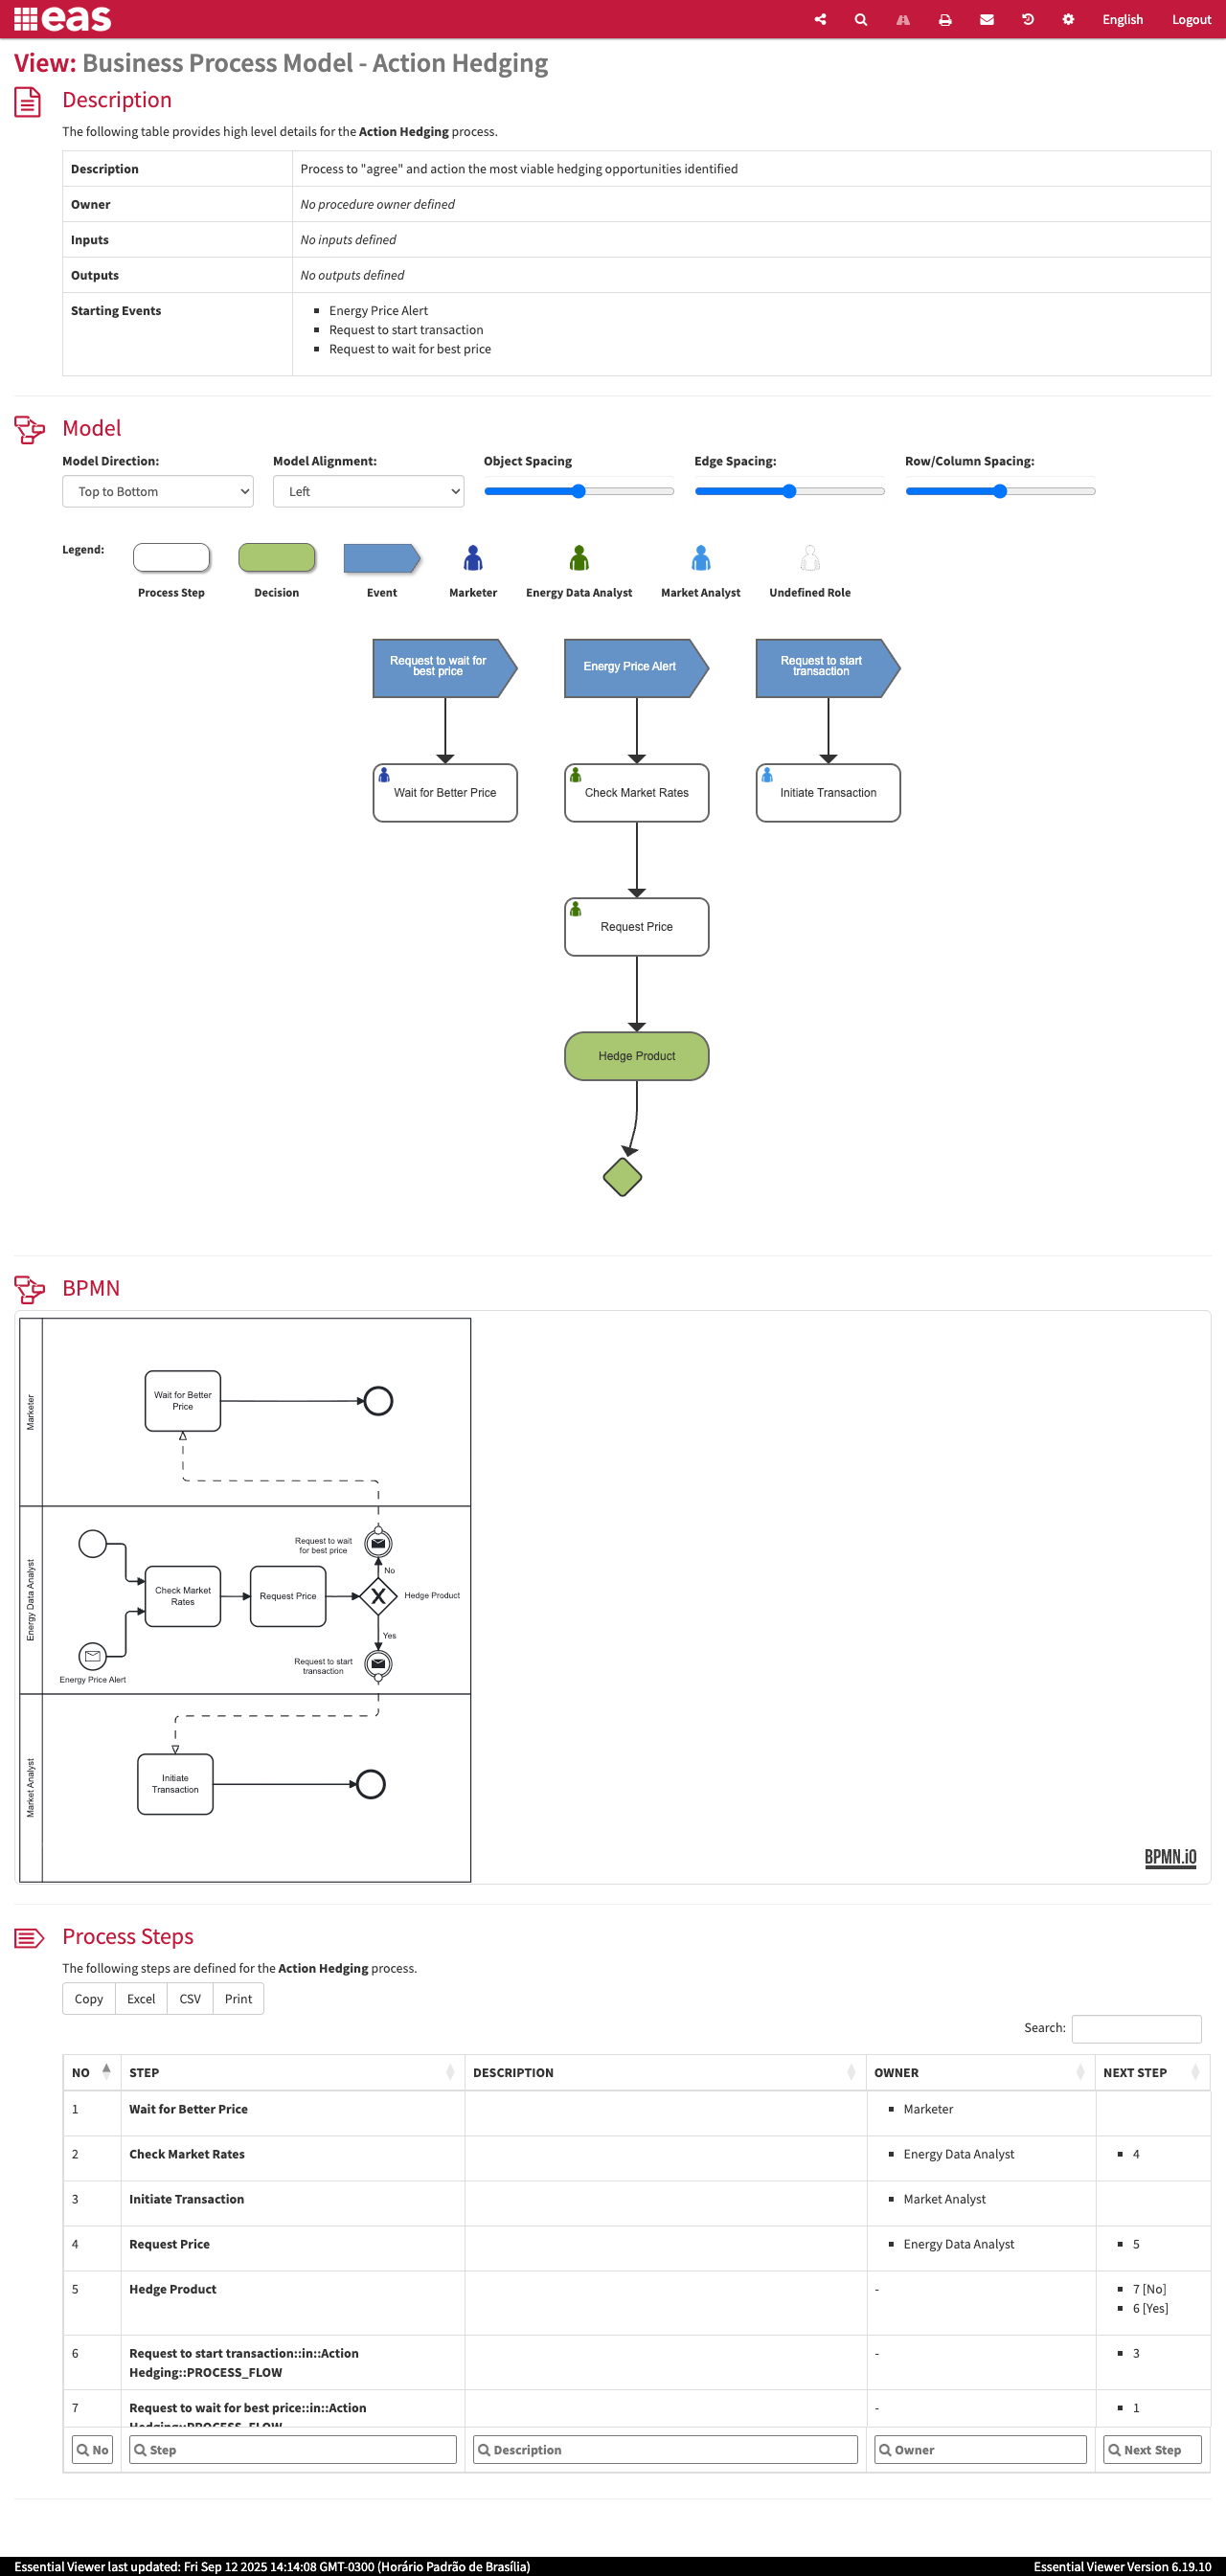 eas
English
Logout
View: Business Process Model - Action Hedging
Description
The following table provides high level details for the Action Hedging process.
Description
Process to "agree" and action the most viable hedging opportunities identified
Owner
No procedure owner defined
Inputs
No inputs defined
Outputs
No outputs defined
Starting Events
Energy Price Alert
Request to start transaction
Request to wait for best price
Model
Model Direction:
Model Alignment:
Object Spacing
Edge Spacing:
Row/Column Spacing:
Top to Bottom
Left
Legend:
Process Step
Decision
Event
Marketer
Energy Data Analyst
Market Analyst
Undefined Role
Request to wait for
best price
Energy Price Alert
Request to start
transaction
Wait for Better Price
Check Market Rates
Initiate Transaction
Request Price
Hedge Product
BPMN
Marketer
Wait for Better
Price
Energy Data Analyst
Request to wait
for best price
No
Check Market
Rates
Request Price
X
Hedge Product
Yes
Request to start
transaction
Energy Price Alert
Market Analyst
Initiate
Transaction
BPMN.iO
Process Steps
The following steps are defined for the Action Hedging process.
Copy
Excel
CSV
Print
Search:
NO
STEP
DESCRIPTION
OWNER
NEXT STEP
1
Wait for Better Price
Marketer
2
Check Market Rates
Energy Data Analyst
4
3
Initiate Transaction
Market Analyst
4
Request Price
Energy Data Analyst
5
5
Hedge Product
-
7 [No]
6 [Yes]
6
Request to start transaction::in::Action
Hedging::PROCESS_FLOW
-
3
7
Request to wait for best price::in::Action
Hedging::PROCESS_FLOW
-
1
No
Step
Description
Owner
Next Step
Essential Viewer last updated: Fri Sep 12 2025 14:14:08 GMT-0300 (Horário Padrão de Brasília)
Essential Viewer Version 6.19.10